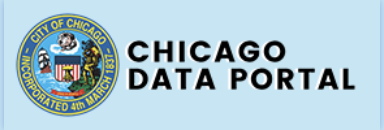 CITY OF CHICAGO
INCORPORATED 4th MARCH 1837
CHICAGO
DATA PORTAL